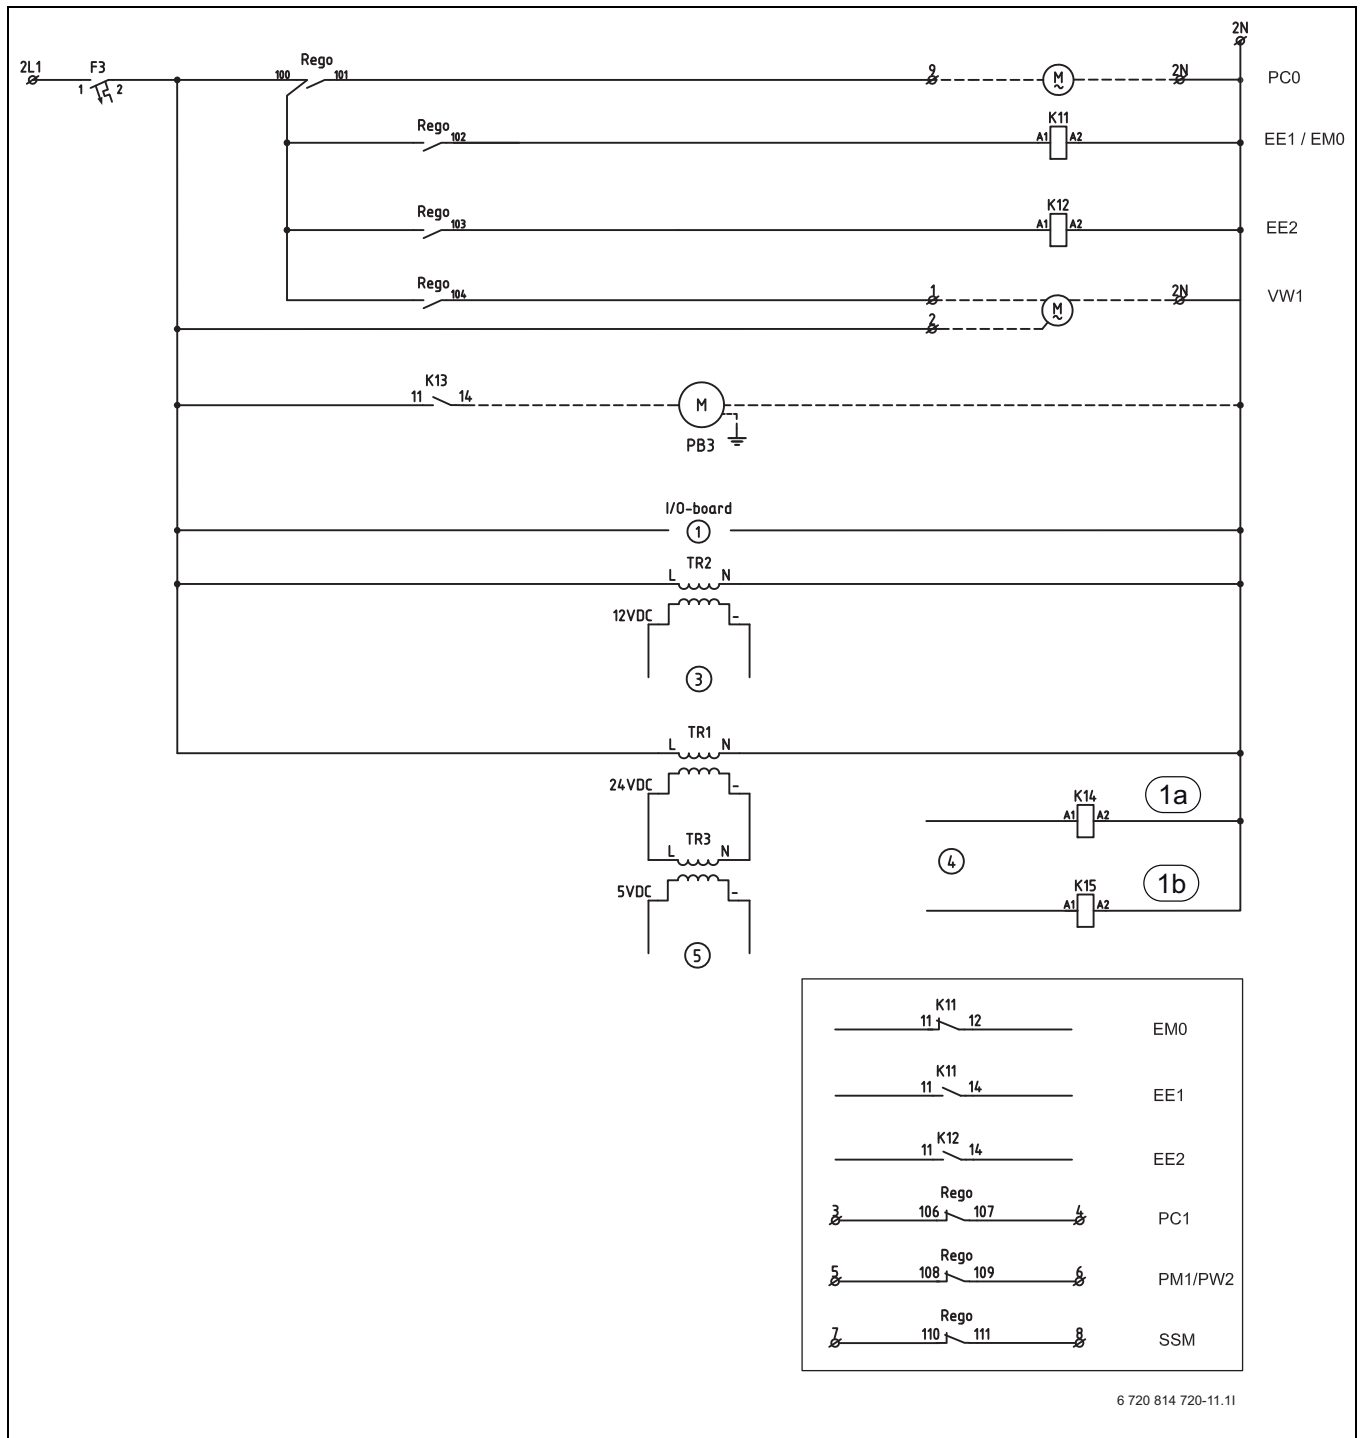 2N
2L1 F3 Rego
1 2 100 101 9 M ~ 2N PC0
Rego 102 K11 A1 A2 EE1 / EM0
Rego 103 K12 A1 A2 EE2
Rego 104 1 2N VW1
2 M ~
K13
11 14 M
PB3
I/O-board
1
TR2
L N
12VDC -
3
TR1
L N
24VDC -
K14 1a
A1 A2
TR3
L N
4
5VDC -
K15 1b
A1 A2
5
K11
11 12 EM0
K11
11 14 EE1
K12
11 14 EE2
Rego
3 106 107 4 PC1
Rego
5 108 109 6 PM1/PW2
Rego
7 110 111 8 SSM
6 720 814 720-11.1I